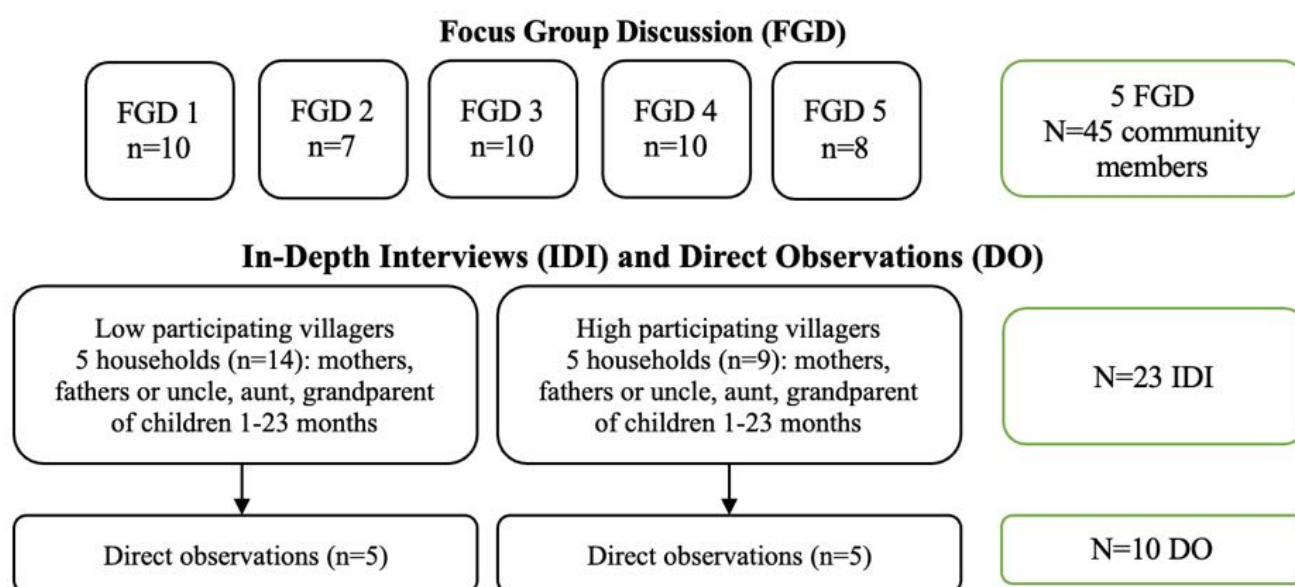 Focus Group Discussion (FGD)
FGD 1
n=10
FGD 2
n=7
FGD 3
n=10
FGD 4
n=10
FGD 5
n=8
5 FGD
N=45 community
members
In-Depth Interviews (IDI) and Direct Observations (DO)
Low participating villagers
5 households (n=14): mothers,
fathers or uncle, aunt, grandparent
of children 1-23 months
High participating villagers
5 households (n=9): mothers,
fathers or uncle, aunt, grandparent
of children 1-23 months
N=23 IDI
Direct observations (n=5)
Direct observations (n=5)
N=10 DO